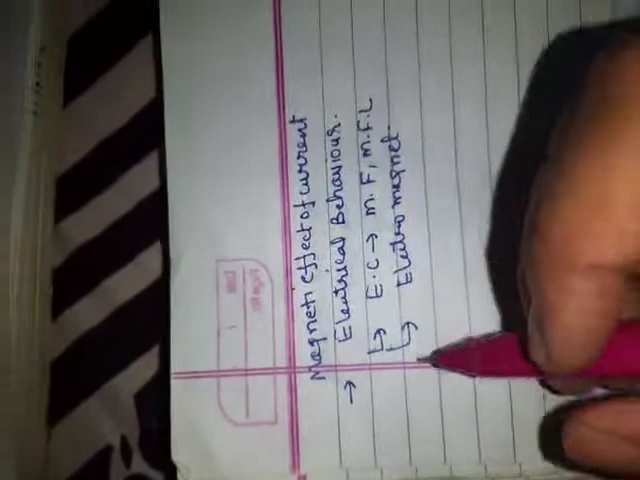 Magnetic effect of current
→ Electrical Behaviour.
↳ E.C → M.F, M.F.L
↳ Electro magnet